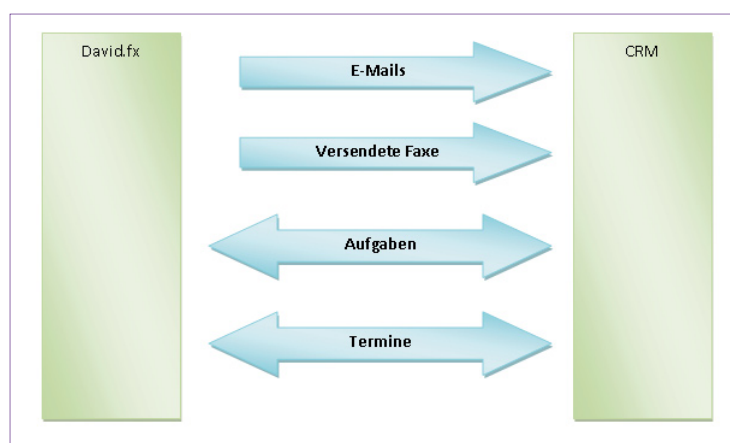 David.fx
CRM
E-Mails
Versendete Faxe
Aufgaben
Termine